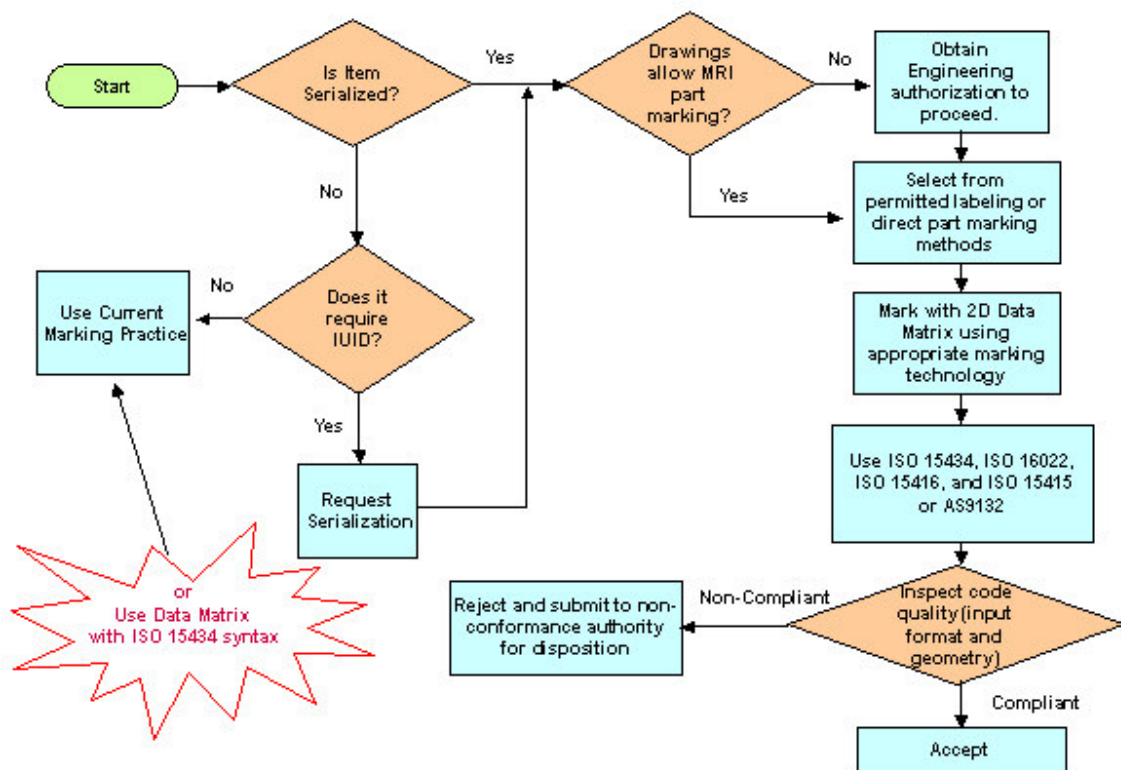 Start
Is Item
Serialized?
Yes
Drawings
allow MRI
part
marking?
No
Obtain
Engineering
authorization to
proceed.
No
Yes
Select from
permitted labeling or
direct part marking
methods
Use Current
Marking Practice
No
Does it
require
IUID?
Mark with 2D Data
Matrix using
appropriate marking
technology
Yes
Request
Serialization
Use ISO 15434, ISO 16022,
ISO 15416, and ISO 15415
or AS9132
or
Use Data Matrix
with ISO 15434 syntax
Reject and submit to non-
conformance authority
for disposition
Non-Compliant
Inspect code
quality(input
format and
geometry)
Compliant
Accept